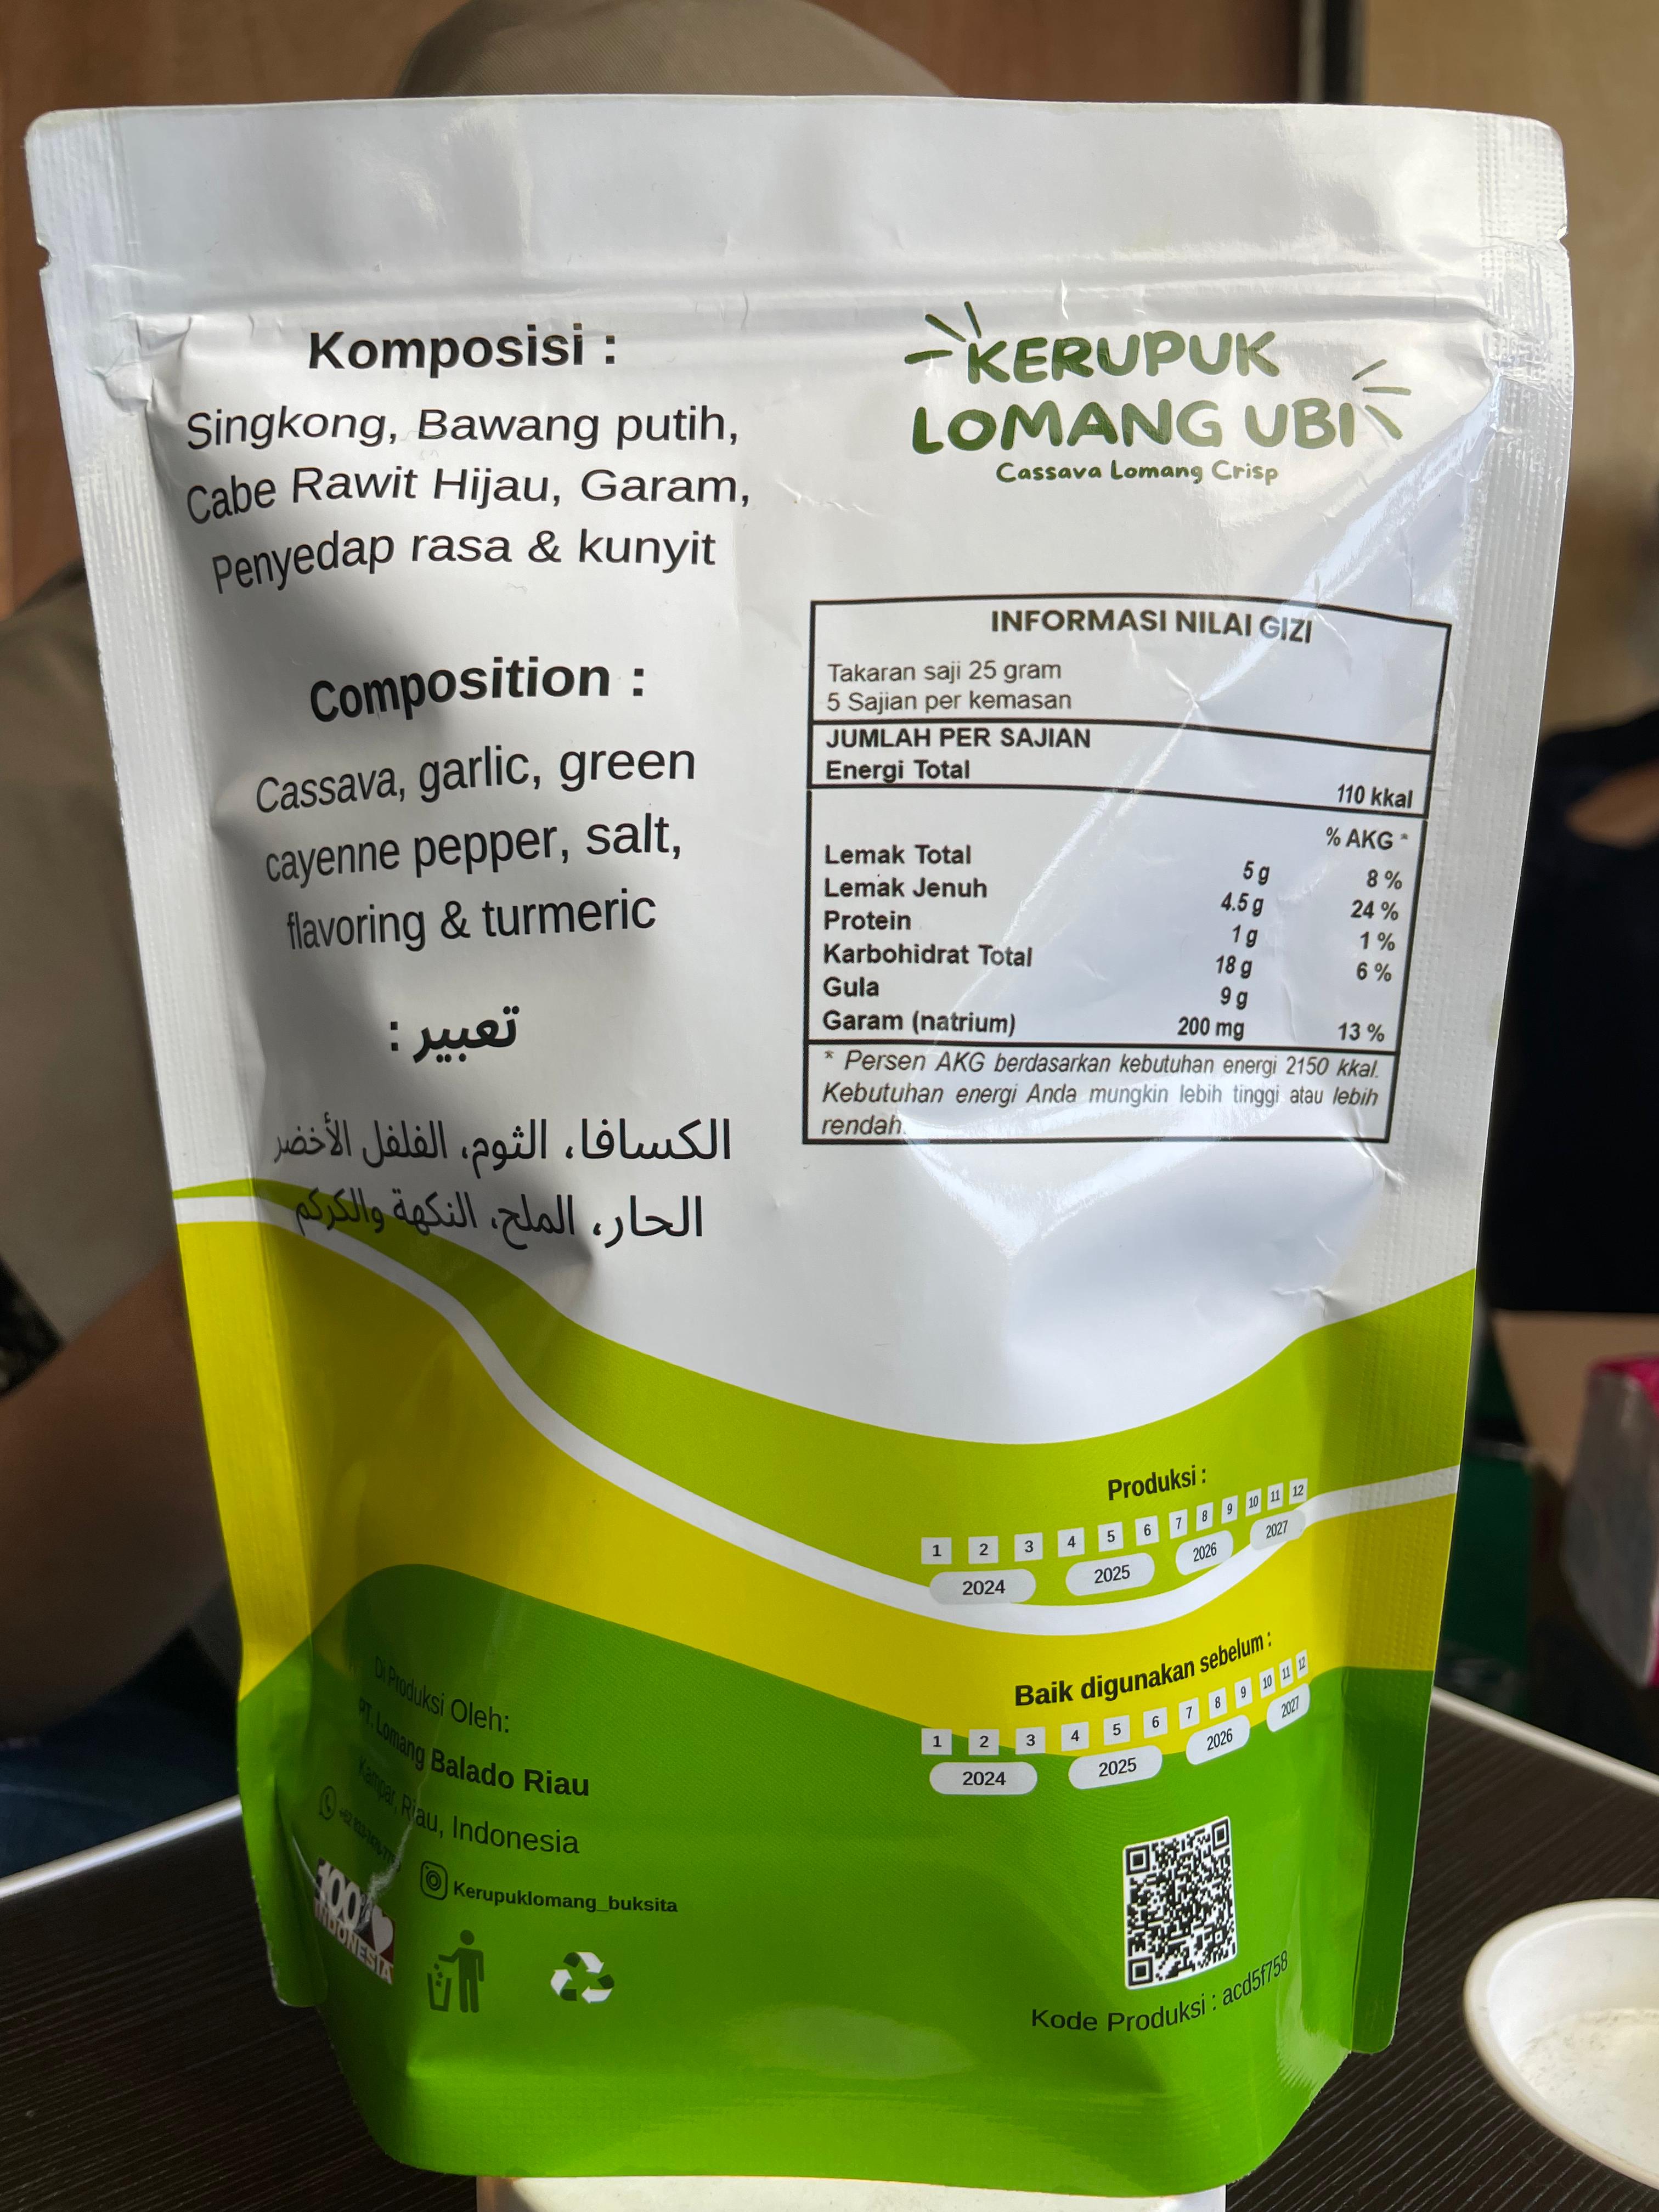 Komposisi :
Singkong, Bawang putih,
Cabe Rawit Hijau, Garam,
Penyedap rasa & kunyit
Composition :
Cassava, garlic, green
cayenne pepper, salt,
flavoring & turmeric
تعبير :
الكسافا، الثوم، الفلفل الأخضر
الحار، الملح، النكهة والكركم
KERUPUK
LOMANG UBI
Cassava Lomang Crisp
INFORMASI NILAI GIZI
Takaran saji 25 gram
5 Sajian per kemasan
JUMLAH PER SAJIAN
Energi Total 110 kkal
% AKG *
Lemak Total 5 g 8 %
Lemak Jenuh 4.5 g 24 %
Protein 1 g 1 %
Karbohidrat Total 18 g 6 %
Gula 9 g
Garam (natrium) 200 mg 13 %
* Persen AKG berdasarkan kebutuhan energi 2150 kkal.
Kebutuhan energi Anda mungkin lebih tinggi atau lebih
rendah.
Produksi :
1 2 3 4 5 6 7 8 9 10 11 12
2024 2025 2026 2027
Baik digunakan sebelum :
1 2 3 4 5 6 7 8 9 10 11 12
2024 2025 2026 2027
Di Produksi Oleh:
PT. Lomang Balado Riau
Kampar, Riau, Indonesia
Kerupuklomang_buksita
100%
INDONESIA
Kode Produksi : acd5f758